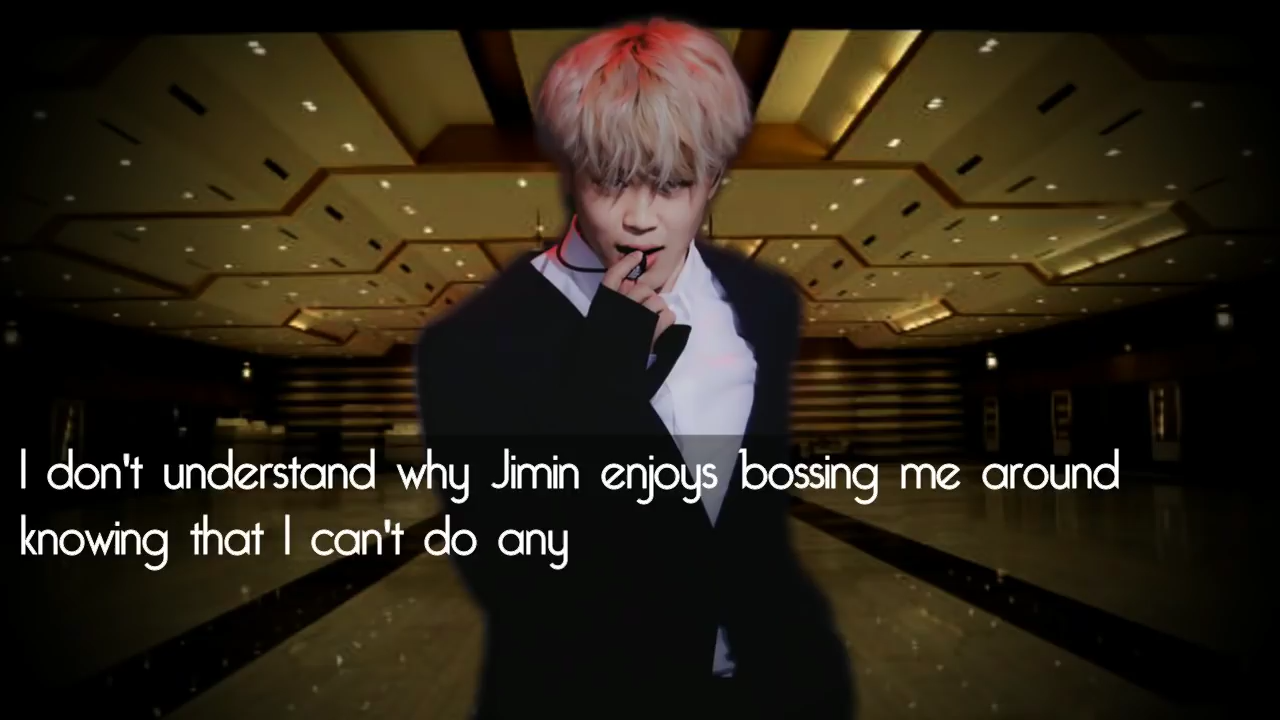 I don't understand why Jimin enjoys bossing me around
knowing that I can't do any